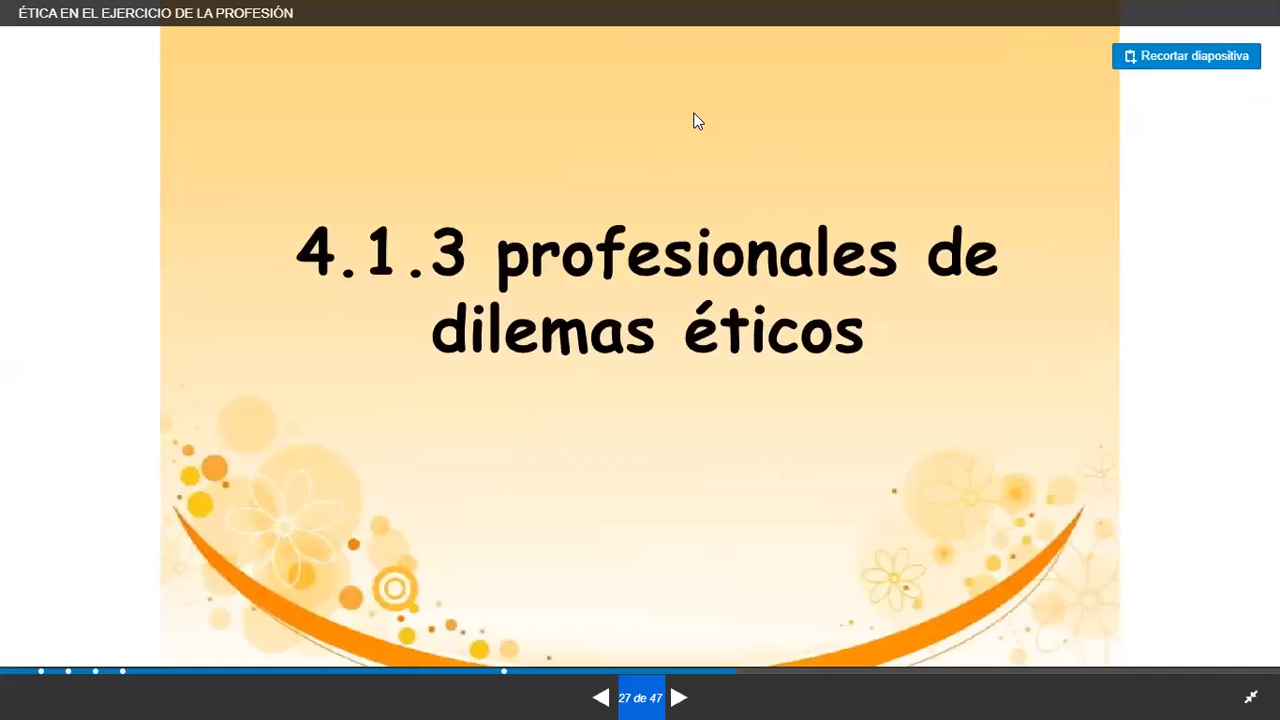 ÉTICA EN EL EJERCICIO DE LA PROFESIÓN
Recortar diapositiva
4.1.3 profesionales de
dilemas éticos
27 de 47